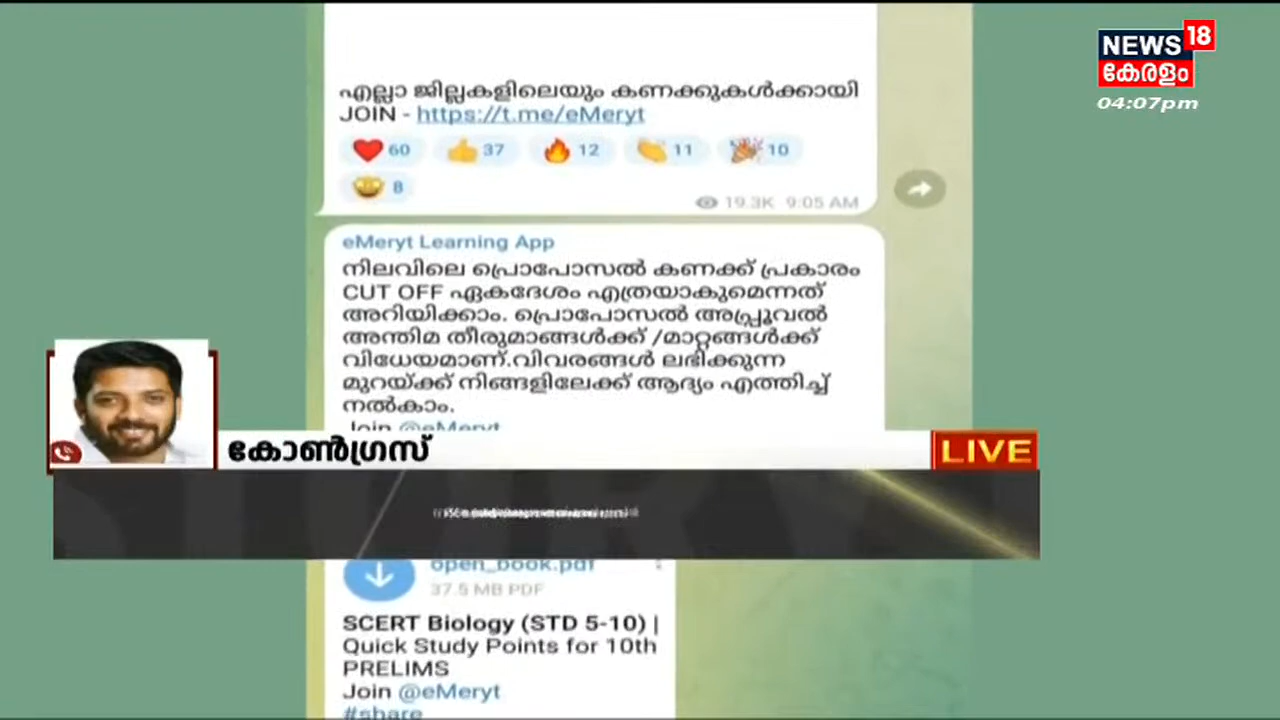 NEWS 18
കേരളം
04:07pm
എല്ലാ ജില്ലകളിലെയും കണക്കുകൾക്കായി
JOIN - https://t.me/eMeryt
60 37 12 11 10
8
19.3K 9:05 AM
eMeryt Learning App
നിലവിലെ പ്രൊപോസൽ കണക്ക് പ്രകാരം
CUT OFF ഏകദേശം എത്രയാകുമെന്നത്
അറിയിക്കാം. പ്രൊപോസൽ അപ്പ്രൂവൽ
അന്തിമ തീരുമാങ്ങൾക്ക് /മാറ്റങ്ങൾക്ക്
വിധേയമാണ്.വിവരങ്ങൾ ലഭിക്കുന്ന
മുറയ്ക്ക് നിങ്ങളിലേക്ക് ആദ്യം എത്തിച്ച്
നൽകാം.
Join @eMeryt
കോൺഗ്രസ്
LIVE
open_book.pdf
37.5 MB PDF
SCERT Biology (STD 5-10) |
Quick Study Points for 10th
PRELIMS
Join @eMeryt
#share